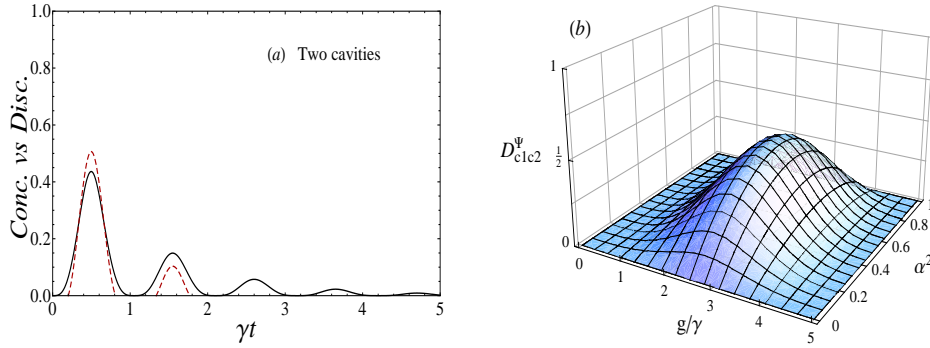 (a) Two cavities
Conc. vs Disc.
1.0
0.8
0.6
0.4
0.2
0.0
0 1 2 3 4 5
γt
(b)
D^Ψ_c1c2
1
1/2
0
0 1 2 3 4 5
g/γ
0 0.2 0.4 0.6 0.8 1
α²